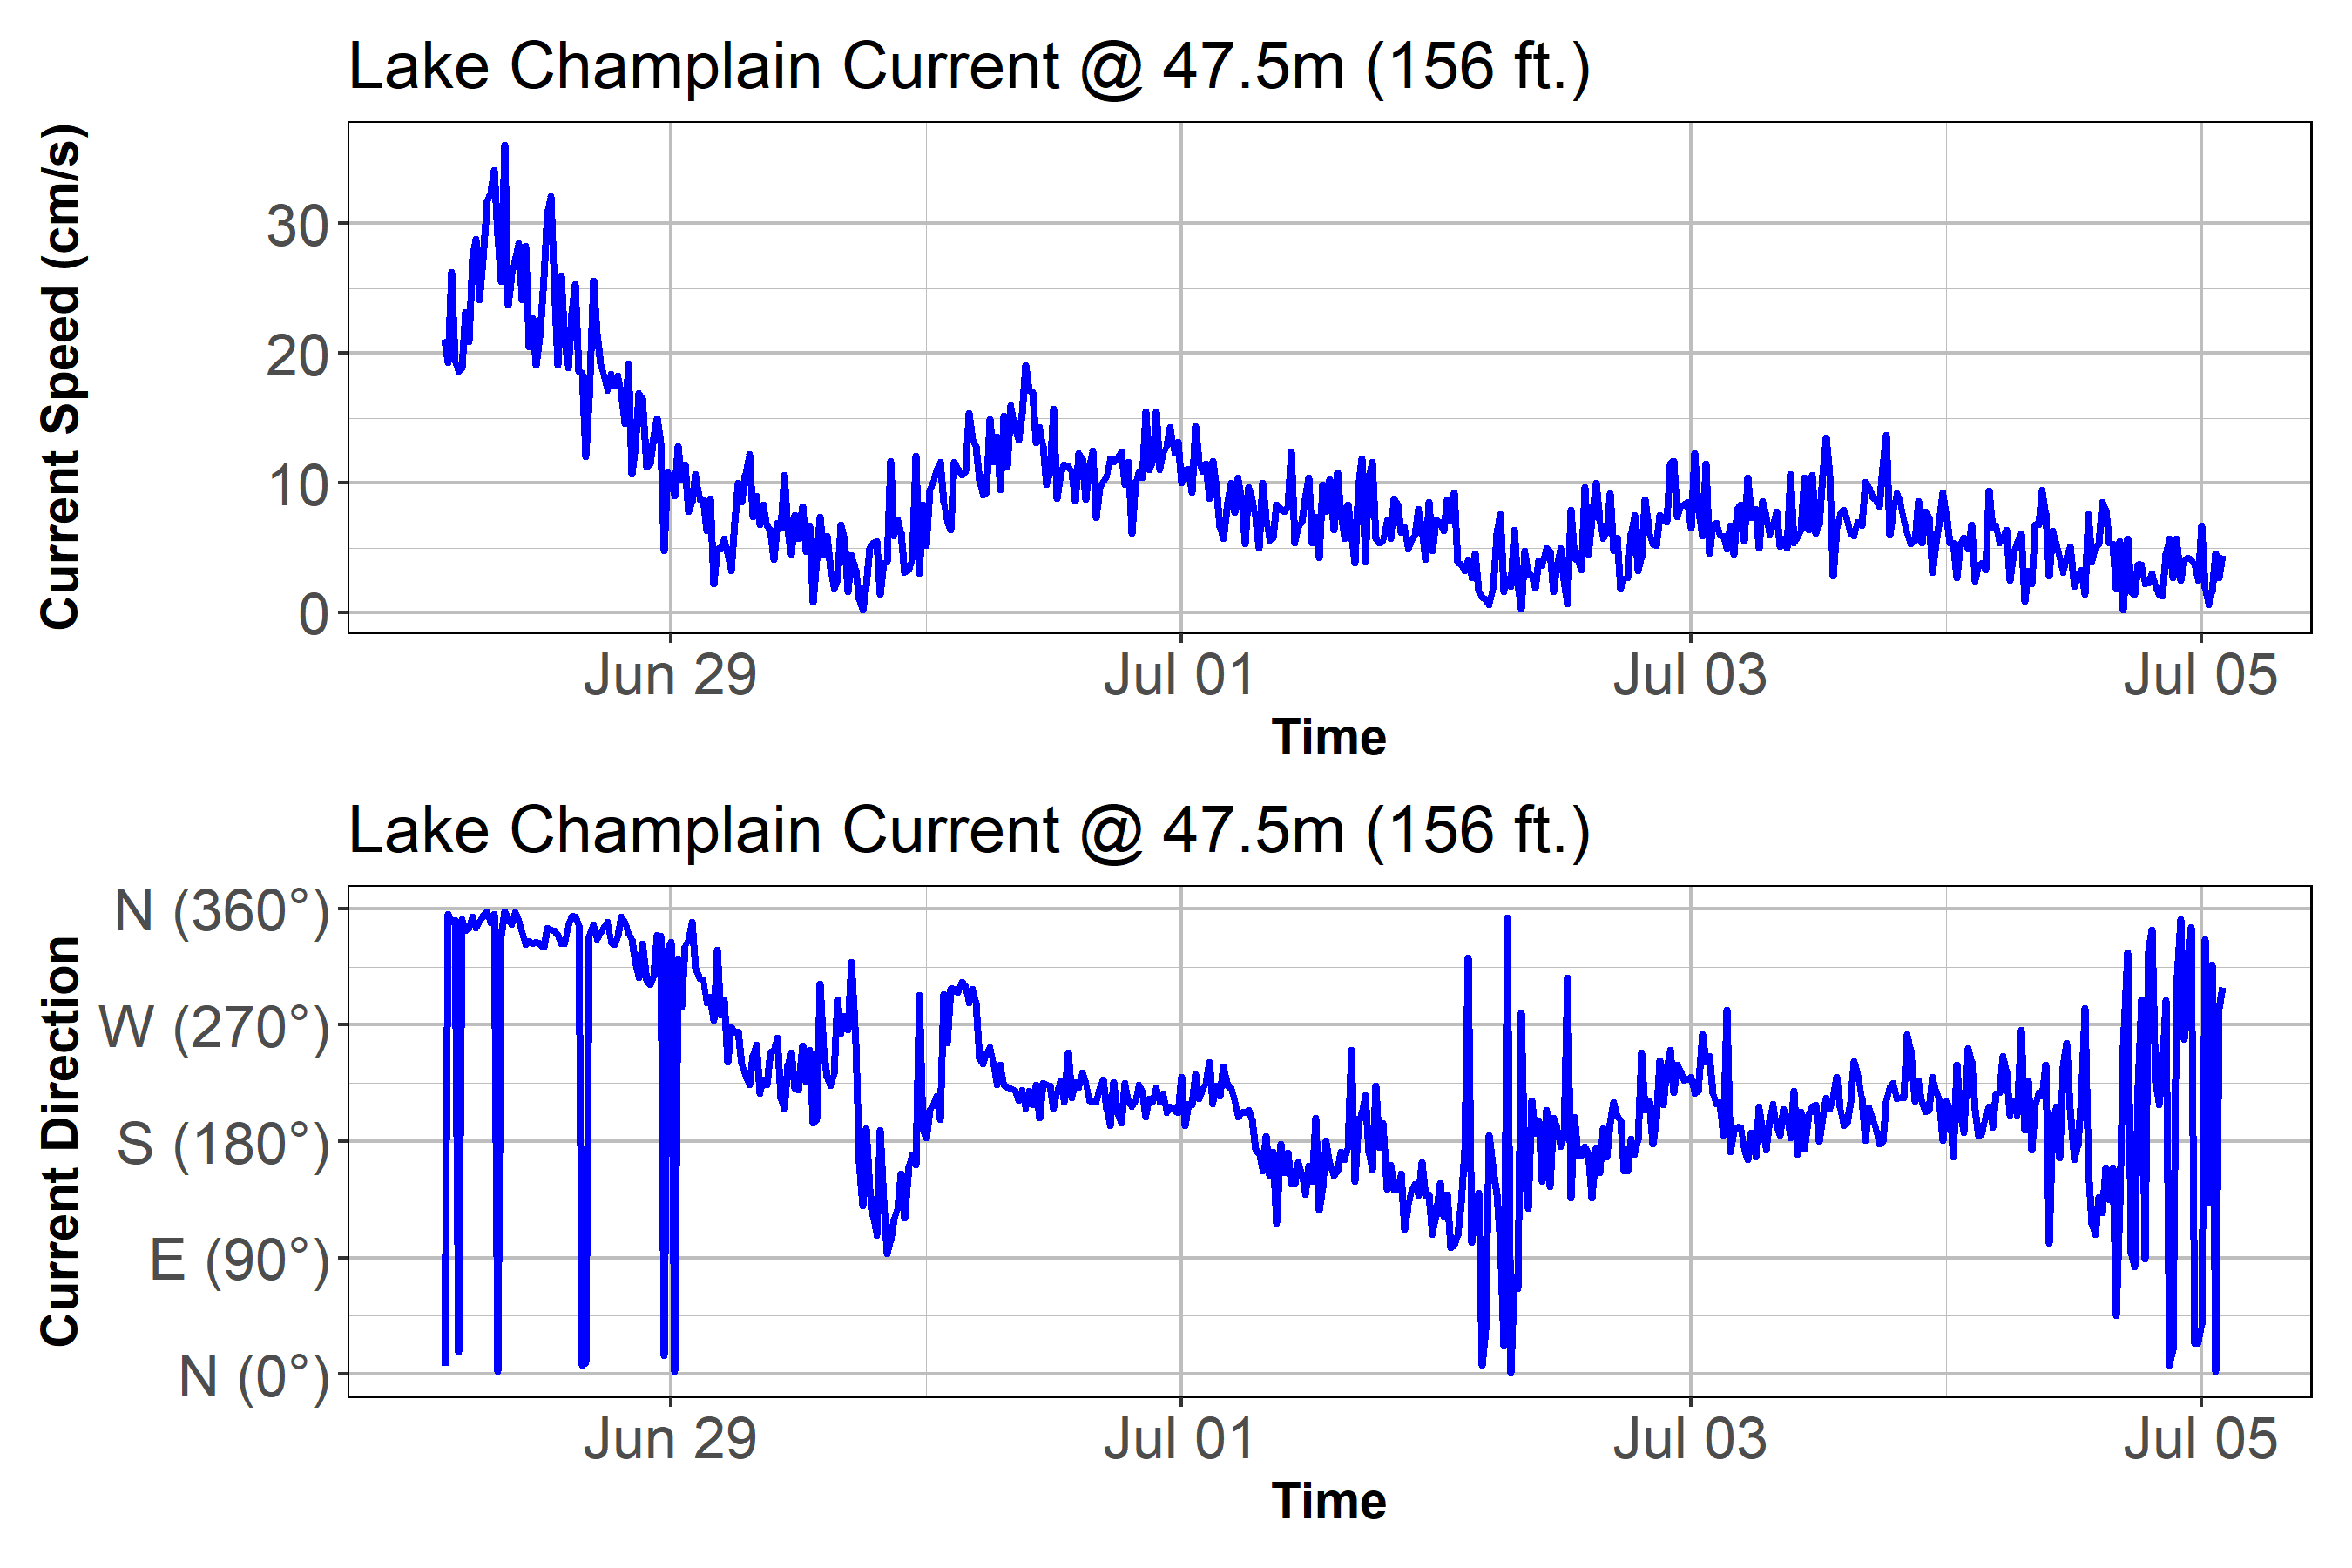 Lake Champlain Current @ 47.5m (156 ft.)
Current Speed (cm/s)
30
20
10
0
Jun 29 Jul 01 Jul 03 Jul 05
Time
Lake Champlain Current @ 47.5m (156 ft.)
Current Direction
N (360°)
W (270°)
S (180°)
E (90°)
N (0°)
Jun 29 Jul 01 Jul 03 Jul 05
Time